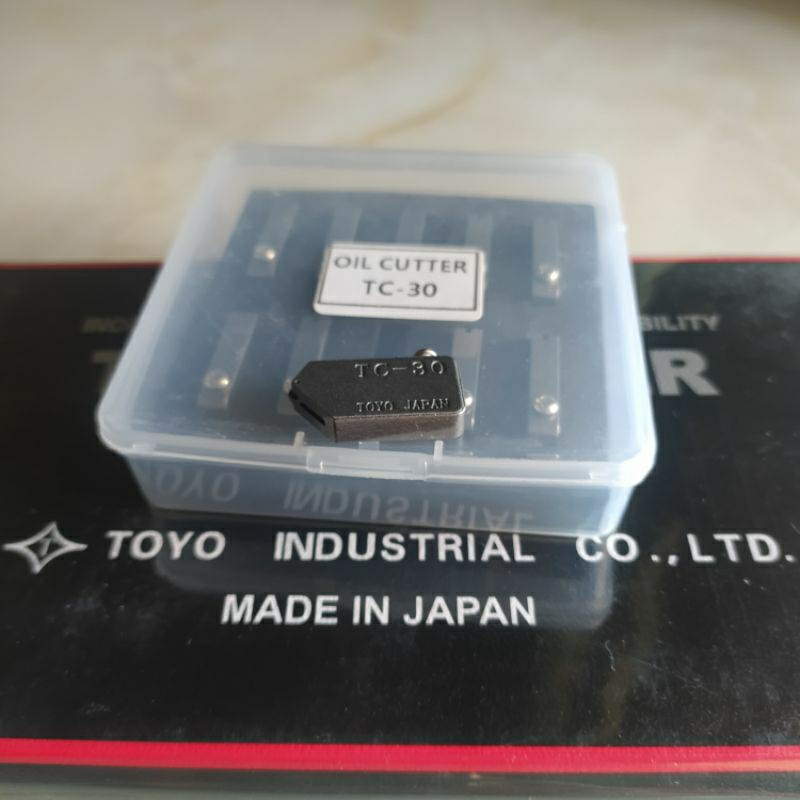 OIL CUTTER
TC-30
TC-30
TOYO JAPAN
TOYO INDUSTRIAL CO.,LTD.
MADE IN JAPAN